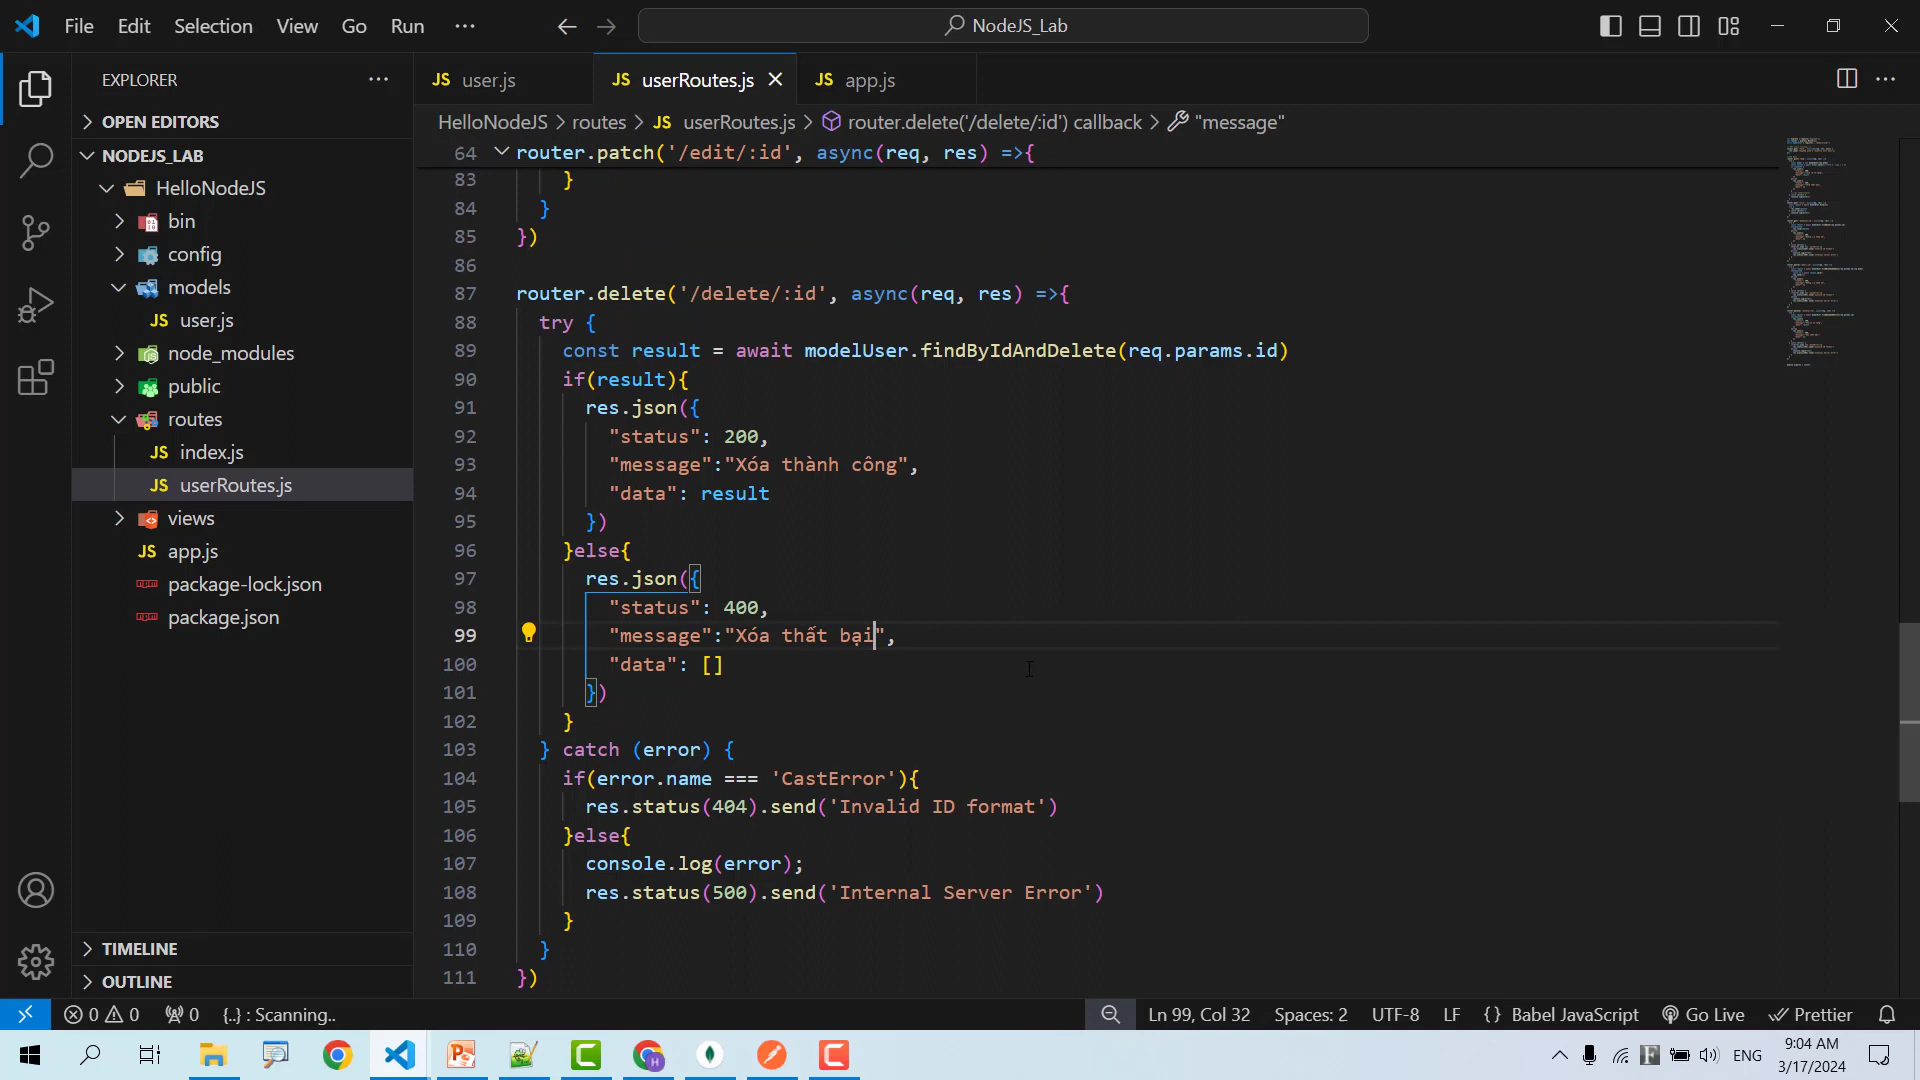 File Edit Selection View Go Run ··· NodeJS_Lab
EXPLORER ···
OPEN EDITORS
NODEJS_LAB
HelloNodeJS
bin
config
models
JS user.js
node_modules
public
routes
JS index.js
JS userRoutes.js
views
JS app.js
package-lock.json
package.json
TIMELINE
OUTLINE
JS user.js JS userRoutes.js JS app.js ···
HelloNodeJS > routes > JS userRoutes.js > router.delete('/delete/:id') callback > "message"
64 router.patch('/edit/:id', async(req, res) =>{
83 }
84 }
85 })
86
87 router.delete('/delete/:id', async(req, res) =>{
88 try {
89 const result = await modelUser.findByIdAndDelete(req.params.id)
90 if(result){
91 res.json({
92 "status": 200,
93 "message":"Xóa thành công",
94 "data": result
95 })
96 }else{
97 res.json({
98 "status": 400,
99 "message":"Xóa thất bại",
100 "data": []
101 })
102 }
103 } catch (error) {
104 if(error.name === 'CastError'){
105 res.status(404).send('Invalid ID format')
106 }else{
107 console.log(error);
108 res.status(500).send('Internal Server Error')
109 }
110 }
111 })
0 0 0 {..} : Scanning.. Ln 99, Col 32 Spaces: 2 UTF-8 LF {} Babel JavaScript Go Live Prettier
ENG 9:04 AM
3/17/2024